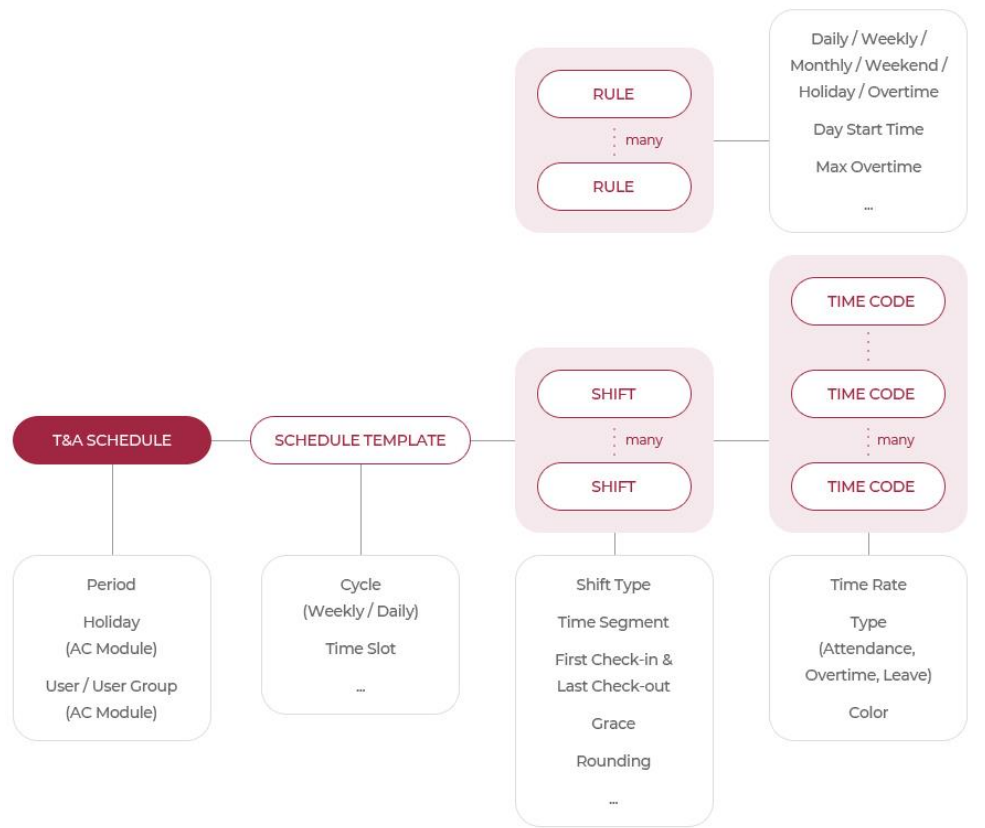 RULE
many
RULE
Daily / Weekly /
Monthly / Weekend /
Holiday / Overtime
Day Start Time
Max Overtime
...
T&A SCHEDULE
SCHEDULE TEMPLATE
SHIFT
many
SHIFT
TIME CODE
TIME CODE
many
TIME CODE
Period
Holiday
(AC Module)
User / User Group
(AC Module)
Cycle
(Weekly / Daily)
Time Slot
...
Shift Type
Time Segment
First Check-in &
Last Check-out
Grace
Rounding
...
Time Rate
Type
(Attendance,
Overtime, Leave)
Color